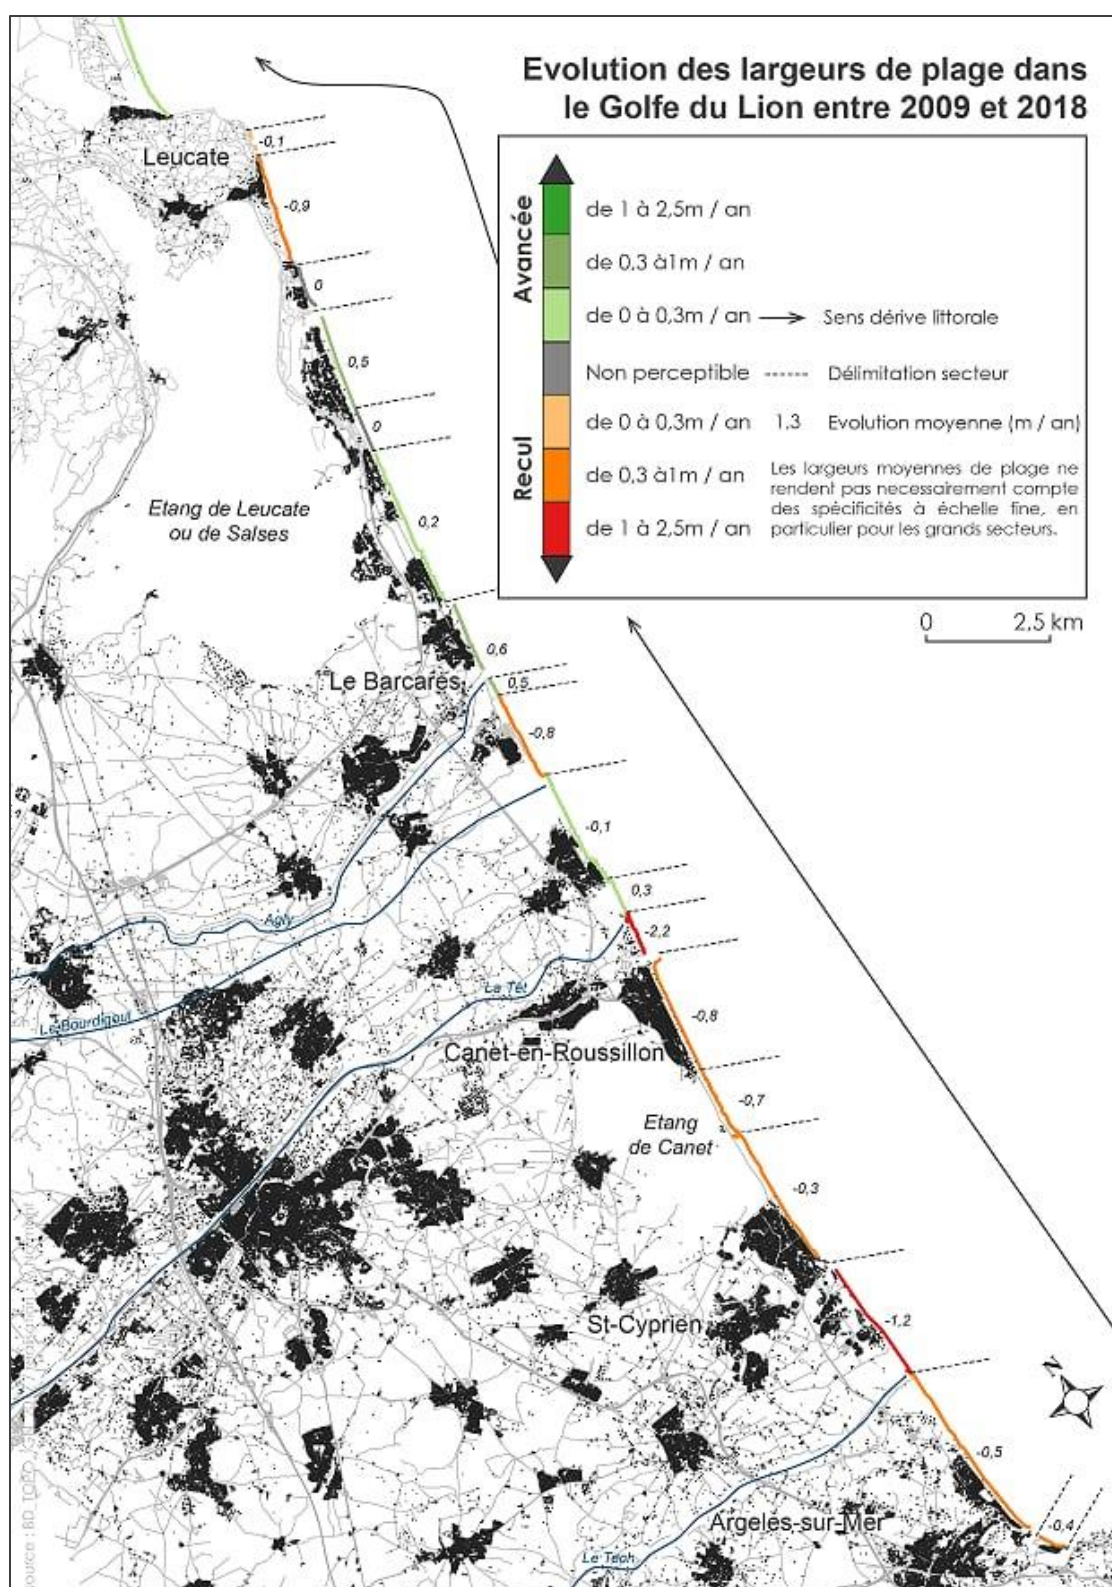 Evolution des largeurs de plage dans
le Golfe du Lion entre 2009 et 2018
Avancée
Recul
de 1 à 2,5m / an
de 0,3 à1m / an
de 0 à 0,3m / an
Sens dérive littorale
Non perceptible
Délimitation secteur
de 0 à 0,3m / an
1.3 Evolution moyenne (m / an)
de 0,3 à1m / an
de 1 à 2,5m / an
Les largeurs moyennes de plage ne
rendent pas necessairement compte
des spécificités à échelle fine, en
particulier pour les grands secteurs.
0 2,5 km
-0,1
Leucate
-0,9
0
0,5
0
Etang de Leucate
ou de Salses
0,2
0,6
Le Barcarès
0,5
-0,8
-0,1
0,3
Agly
-2,2
La Têt
Le Bourdigoul
-0,8
Canet-en-Roussillon
-0,7
Etang
de Canet
-0,3
St-Cyprien
-1,2
N
-0,5
Argelès-sur-Mer
-0,4
Le Tech